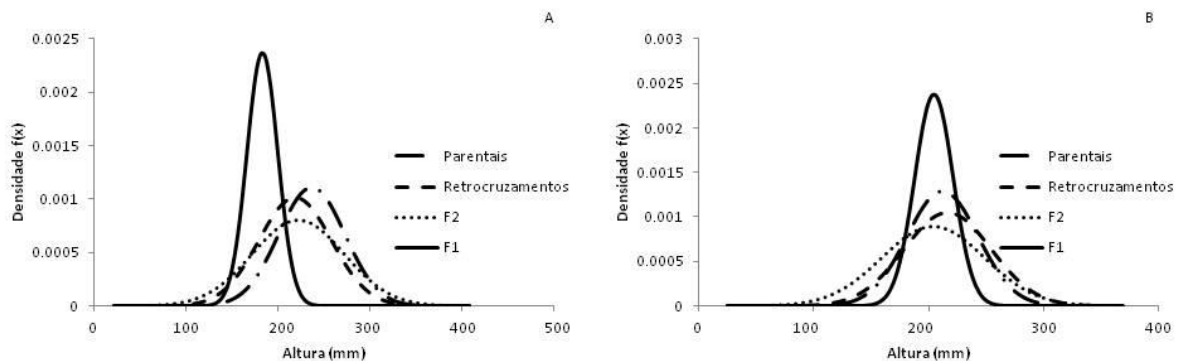 A
Densidade f(x)
0.0025
0.002
0.0015
0.001
0.0005
0
0 100 200 300 400 500
Altura (mm)
Parentais
Retrocruzamentos
F2
F1
B
Densidade f(x)
0.003
0.0025
0.002
0.0015
0.001
0.0005
0
0 100 200 300 400
Altura (mm)
Parentais
Retrocruzamentos
F2
F1